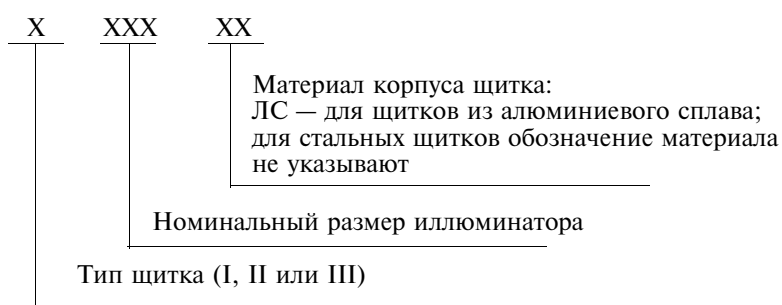 X XXX XX
Материал корпуса щитка:
ЛС — для щитков из алюминиевого сплава;
для стальных щитков обозначение материала
не указывают
Номинальный размер иллюминатора
Тип щитка (I, II или III)